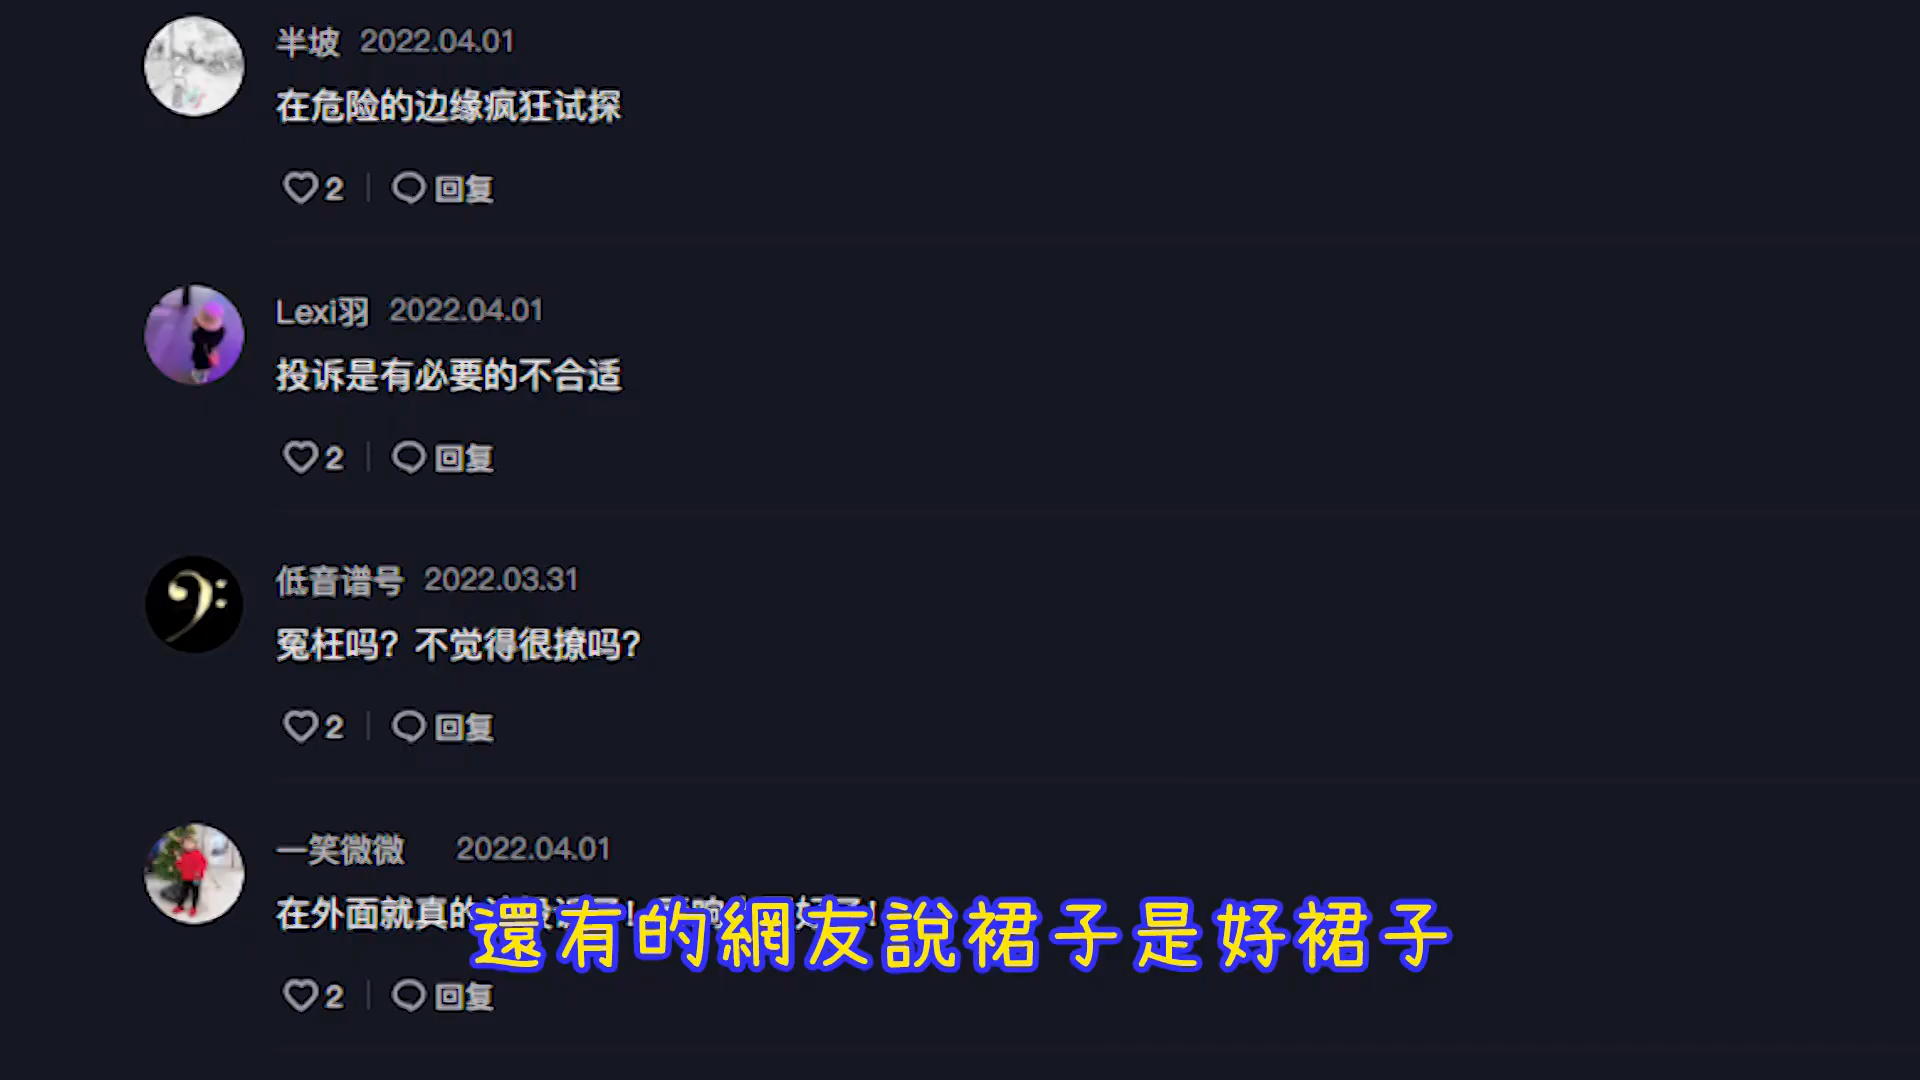 半坡 2022.04.01
在危险的边缘疯狂试探
2 回复
Lexi羽 2022.04.01
投诉是有必要的不合适
2 回复
低音谱号 2022.03.31
冤枉吗？不觉得很撩吗？
2 回复
一笑微微 2022.04.01
在外面就真的
還有的網友說裙子是好裙子
2 回复